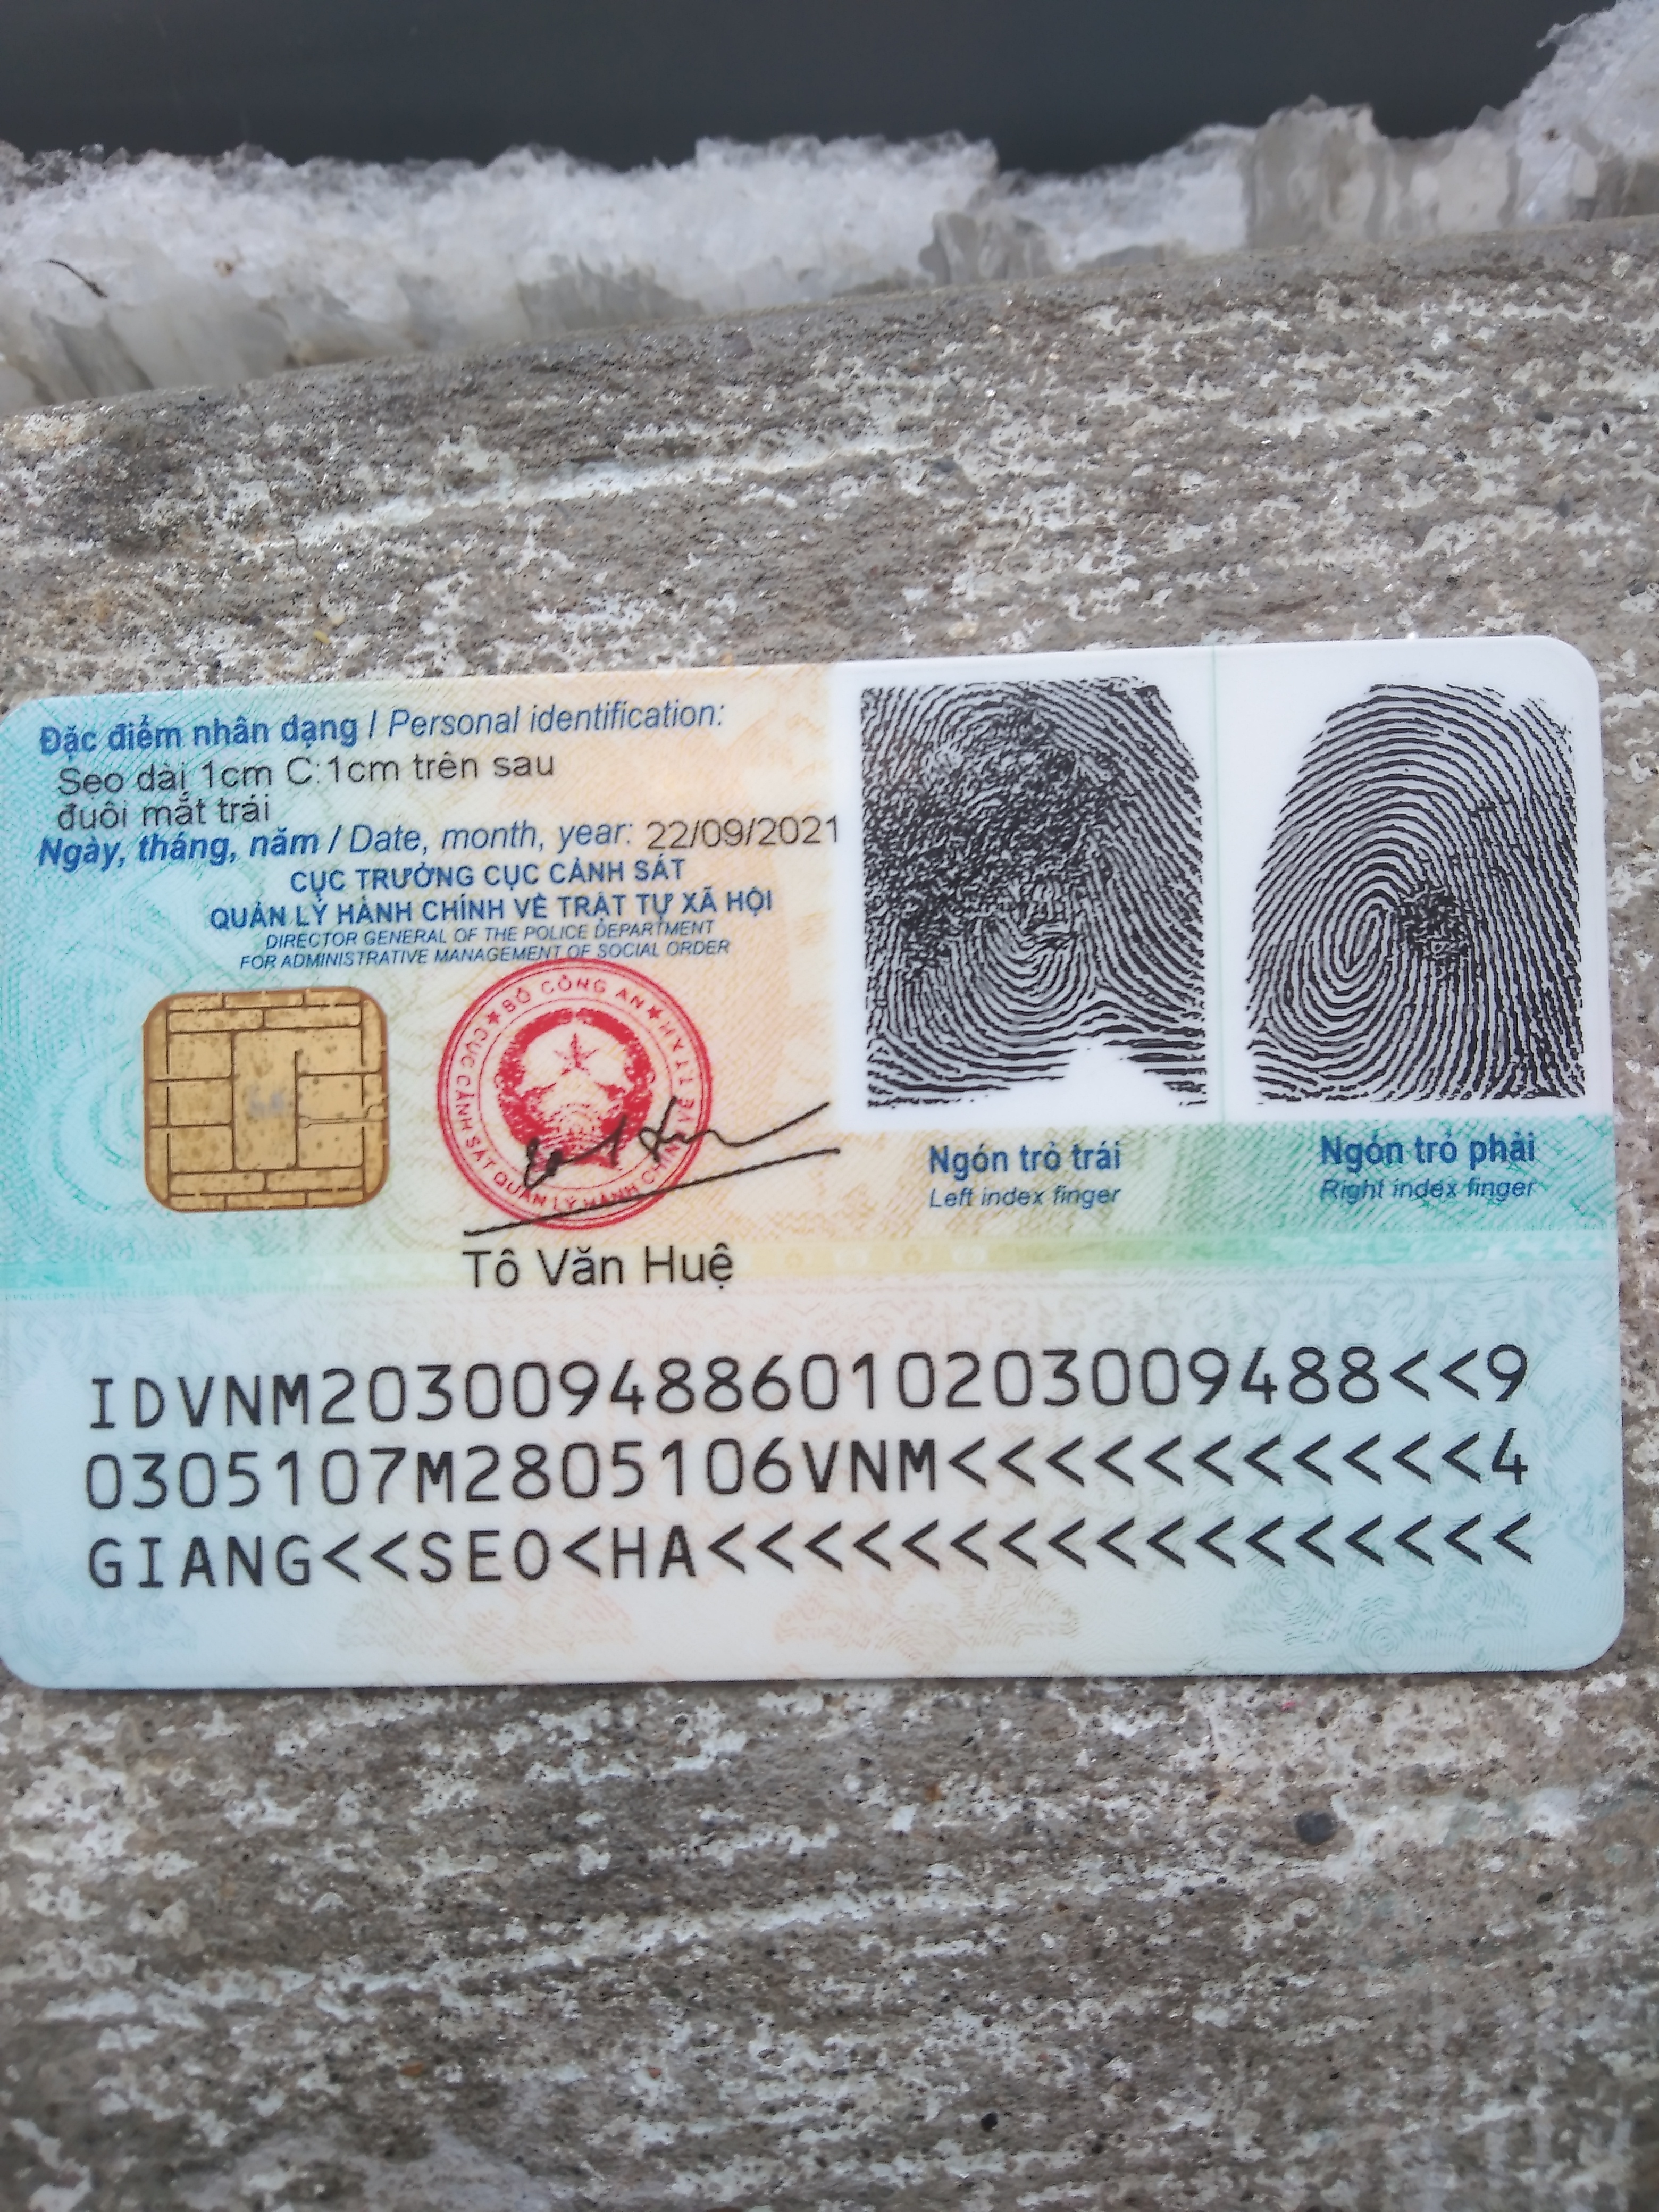 Đặc điểm nhân dạng / Personal identification:
Seo dài 1cm C:1cm trên sau
đuôi mắt trái
Ngày, tháng, năm / Date, month, year: 22/09/2021
CỤC TRƯỞNG CỤC CẢNH SÁT
QUẢN LÝ HÀNH CHÍNH VỀ TRẬT TỰ XÃ HỘI
DIRECTOR GENERAL OF THE POLICE DEPARTMENT
FOR ADMINISTRATIVE MANAGEMENT OF SOCIAL ORDER
BỘ CÔNG AN
CỤC CẢNH SÁT QUẢN LÝ HÀNH CHÍNH
Tô Văn Huệ
Ngón trỏ trái
Left index finger
Ngón trỏ phải
Right index finger
IDVNM2030094886010203009488<<9
0305107M2805106VNM<<<<<<<<<<<4
GIANG<<SEO<HA<<<<<<<<<<<<<<<<<